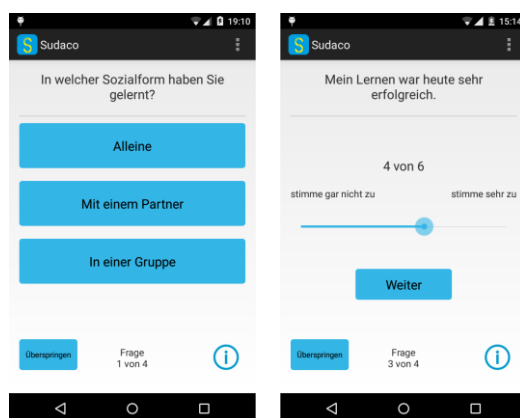 19:10
S Sudaco
In welcher Sozialform haben Sie
gelernt?
Alleine
Mit einem Partner
In einer Gruppe
Überspringen
Frage
1 von 4
i
15:14
S Sudaco
Mein Lernen war heute sehr
erfolgreich.
4 von 6
stimme gar nicht zu
stimme sehr zu
Weiter
Überspringen
Frage
3 von 4
i